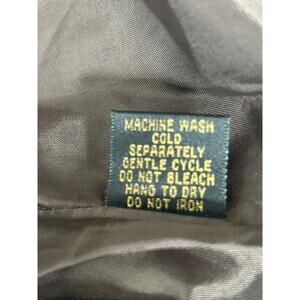 MACHINE WASH
COLD
SEPARATELY
GENTLE CYCLE
DO NOT BLEACH
HANG TO DRY
DO NOT IRON